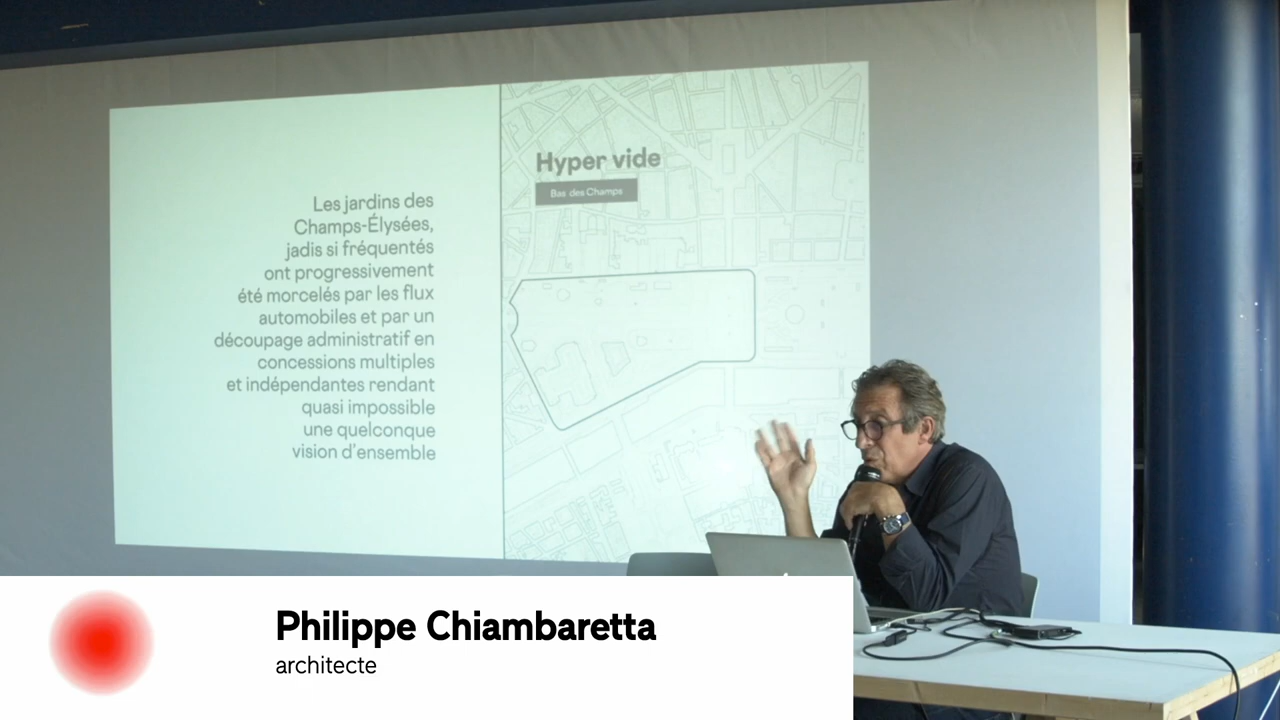 Les jardins des
Champs-Élysées,
jadis si fréquentés
ont progressivement
été morcelés par les flux
automobiles et par un
découpage administratif en
concessions multiples
et indépendantes rendant
quasi impossible
une quelconque
vision d'ensemble
Hyper vide
Bas des Champs
Philippe Chiambaretta
architecte